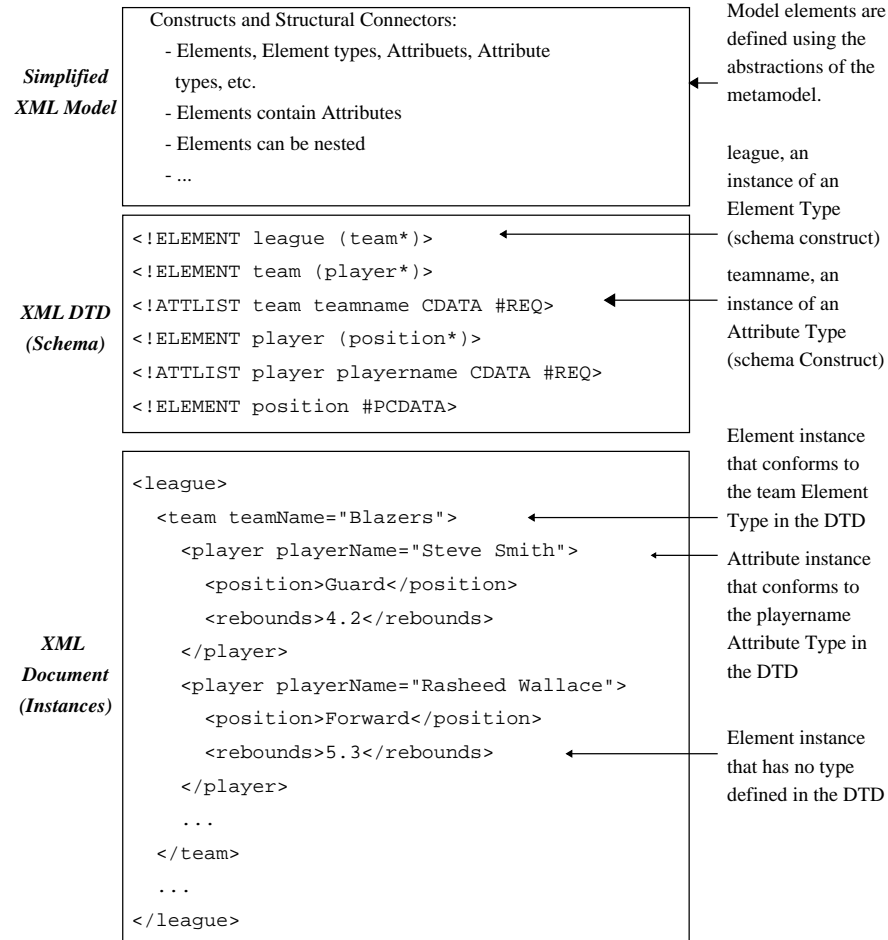 Constructs and Structural Connectors:
- Elements, Element types, Attribuets, Attribute
types, etc.
- Elements contain Attributes
- Elements can be nested
- ...
Simplified
XML Model
Model elements are
defined using the
abstractions of the
metamodel.
league, an
instance of an
Element Type
(schema construct)
<!ELEMENT league (team*)>
<!ELEMENT team (player*)>
<!ATTLIST team teamname CDATA #REQ>
<!ELEMENT player (position*)>
<!ATTLIST player playername CDATA #REQ>
<!ELEMENT position #PCDATA>
XML DTD
(Schema)
teamname, an
instance of an
Attribute Type
(schema Construct)
Element instance
that conforms to
the team Element
Type in the DTD
<league>
<team teamName="Blazers">
<player playerName="Steve Smith">
<position>Guard</position>
<rebounds>4.2</rebounds>
</player>
<player playerName="Rasheed Wallace">
<position>Forward</position>
<rebounds>5.3</rebounds>
</player>
...
</team>
...
</league>
XML
Document
(Instances)
Attribute instance
that conforms to
the playername
Attribute Type in
the DTD
Element instance
that has no type
defined in the DTD